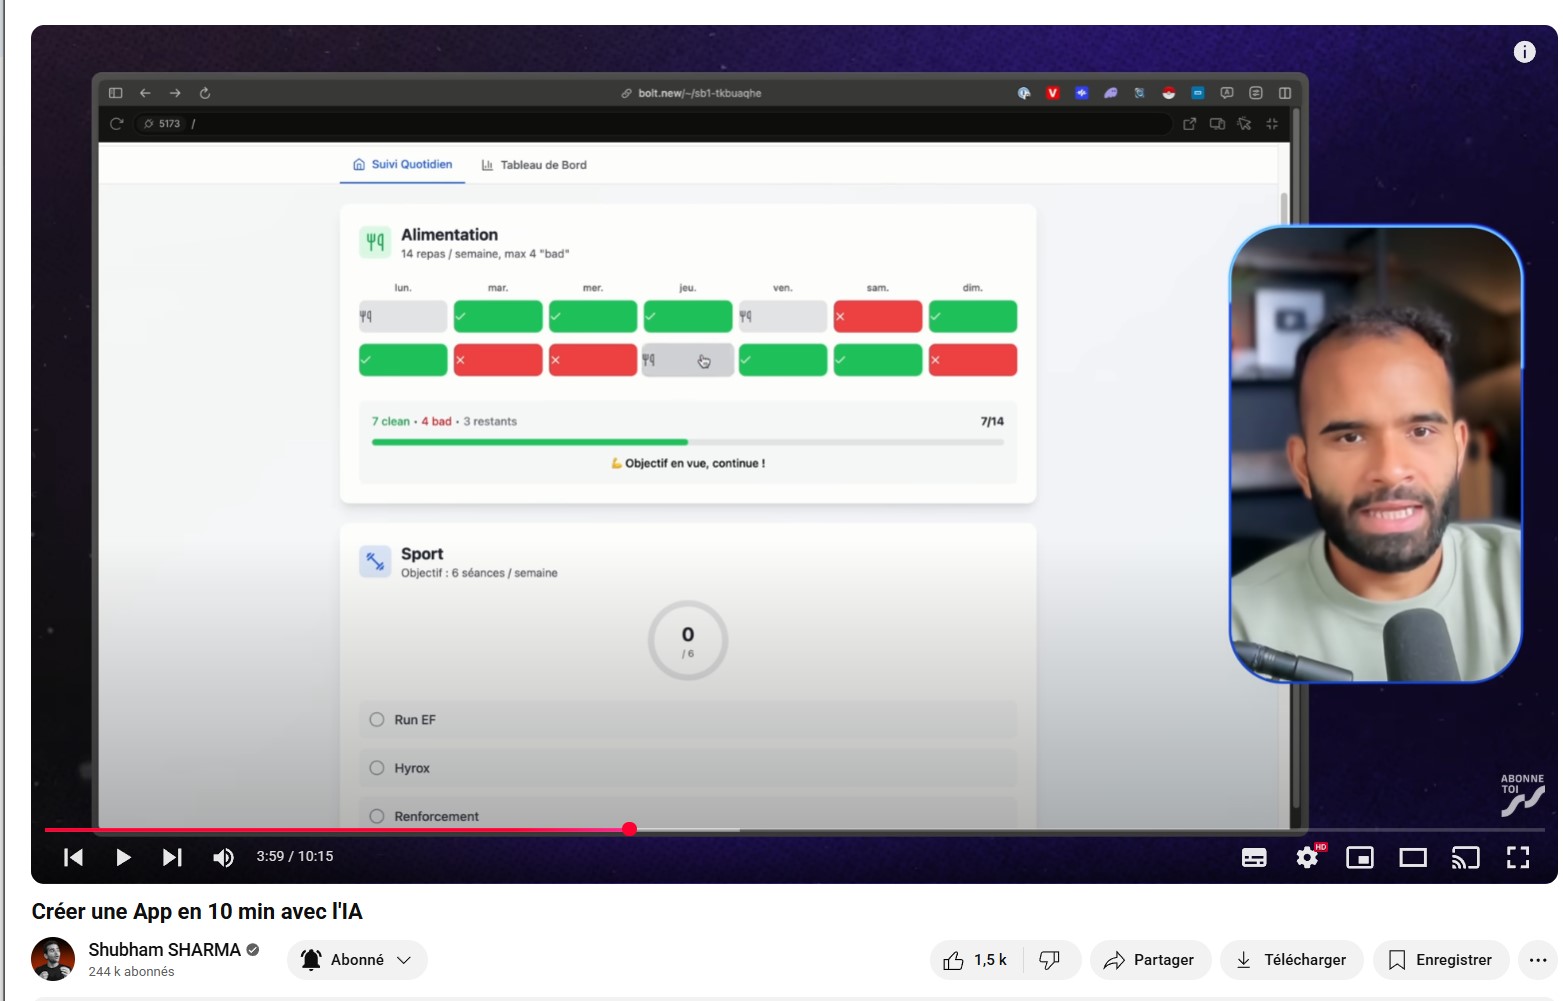 bolt.new/~/sb1-tkbuaqhe
5173 /
Suivi Quotidien
Tableau de Bord
Alimentation
14 repas / semaine, max 4 "bad"
lun. mar. mer. jeu. ven. sam. dim.
7 clean • 4 bad • 3 restants
7/14
💪 Objectif en vue, continue !
Sport
Objectif : 6 séances / semaine
0
/ 6
Run EF
Hyrox
Renforcement
ABONNE
TOI
3:59 / 10:15
HD
Créer une App en 10 min avec l'IA
Shubham SHARMA
244 k abonnés
Abonné
1,5 k
Partager
Télécharger
Enregistrer